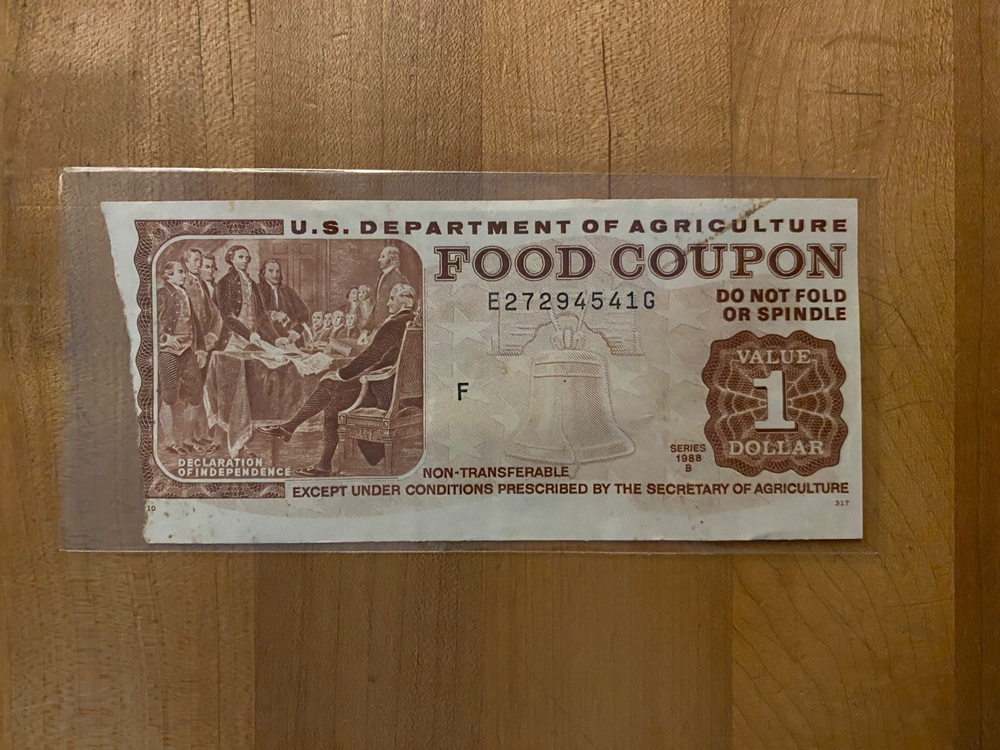 U.S. DEPARTMENT OF AGRICULTURE
FOOD COUPON
E27294541G
DO NOT FOLD
OR SPINDLE
F
VALUE
1
DOLLAR
SERIES
1988
B
DECLARATION
OF INDEPENDENCE
NON-TRANSFERABLE
EXCEPT UNDER CONDITIONS PRESCRIBED BY THE SECRETARY OF AGRICULTURE
10
317